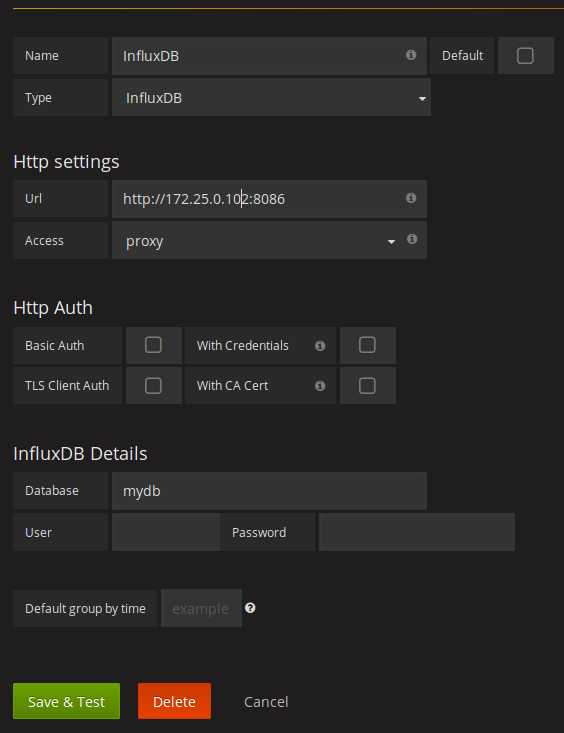 Name InfluxDB Default
Type InfluxDB
Http settings
Url http://172.25.0.102:8086
Access proxy
Http Auth
Basic Auth With Credentials
TLS Client Auth With CA Cert
InfluxDB Details
Database mydb
User Password
Default group by time example
Save & Test Delete Cancel